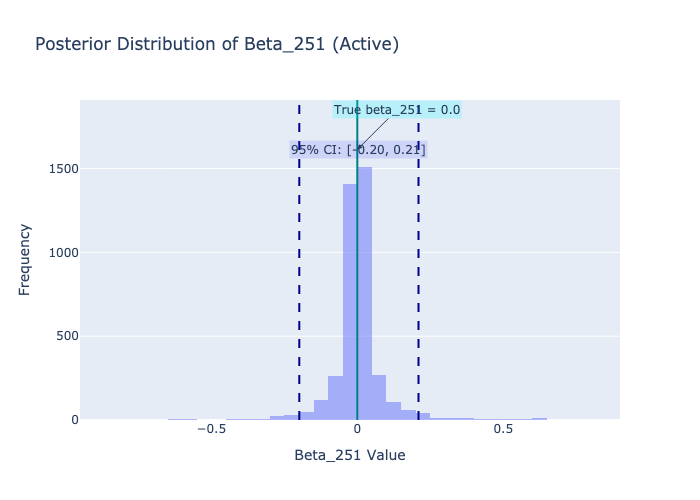 Posterior Distribution of Beta_251 (Active)
True beta_251 = 0.0
95% CI: [-0.20, 0.21]
1500
1000
500
0
Frequency
−0.5
0
0.5
Beta_251 Value